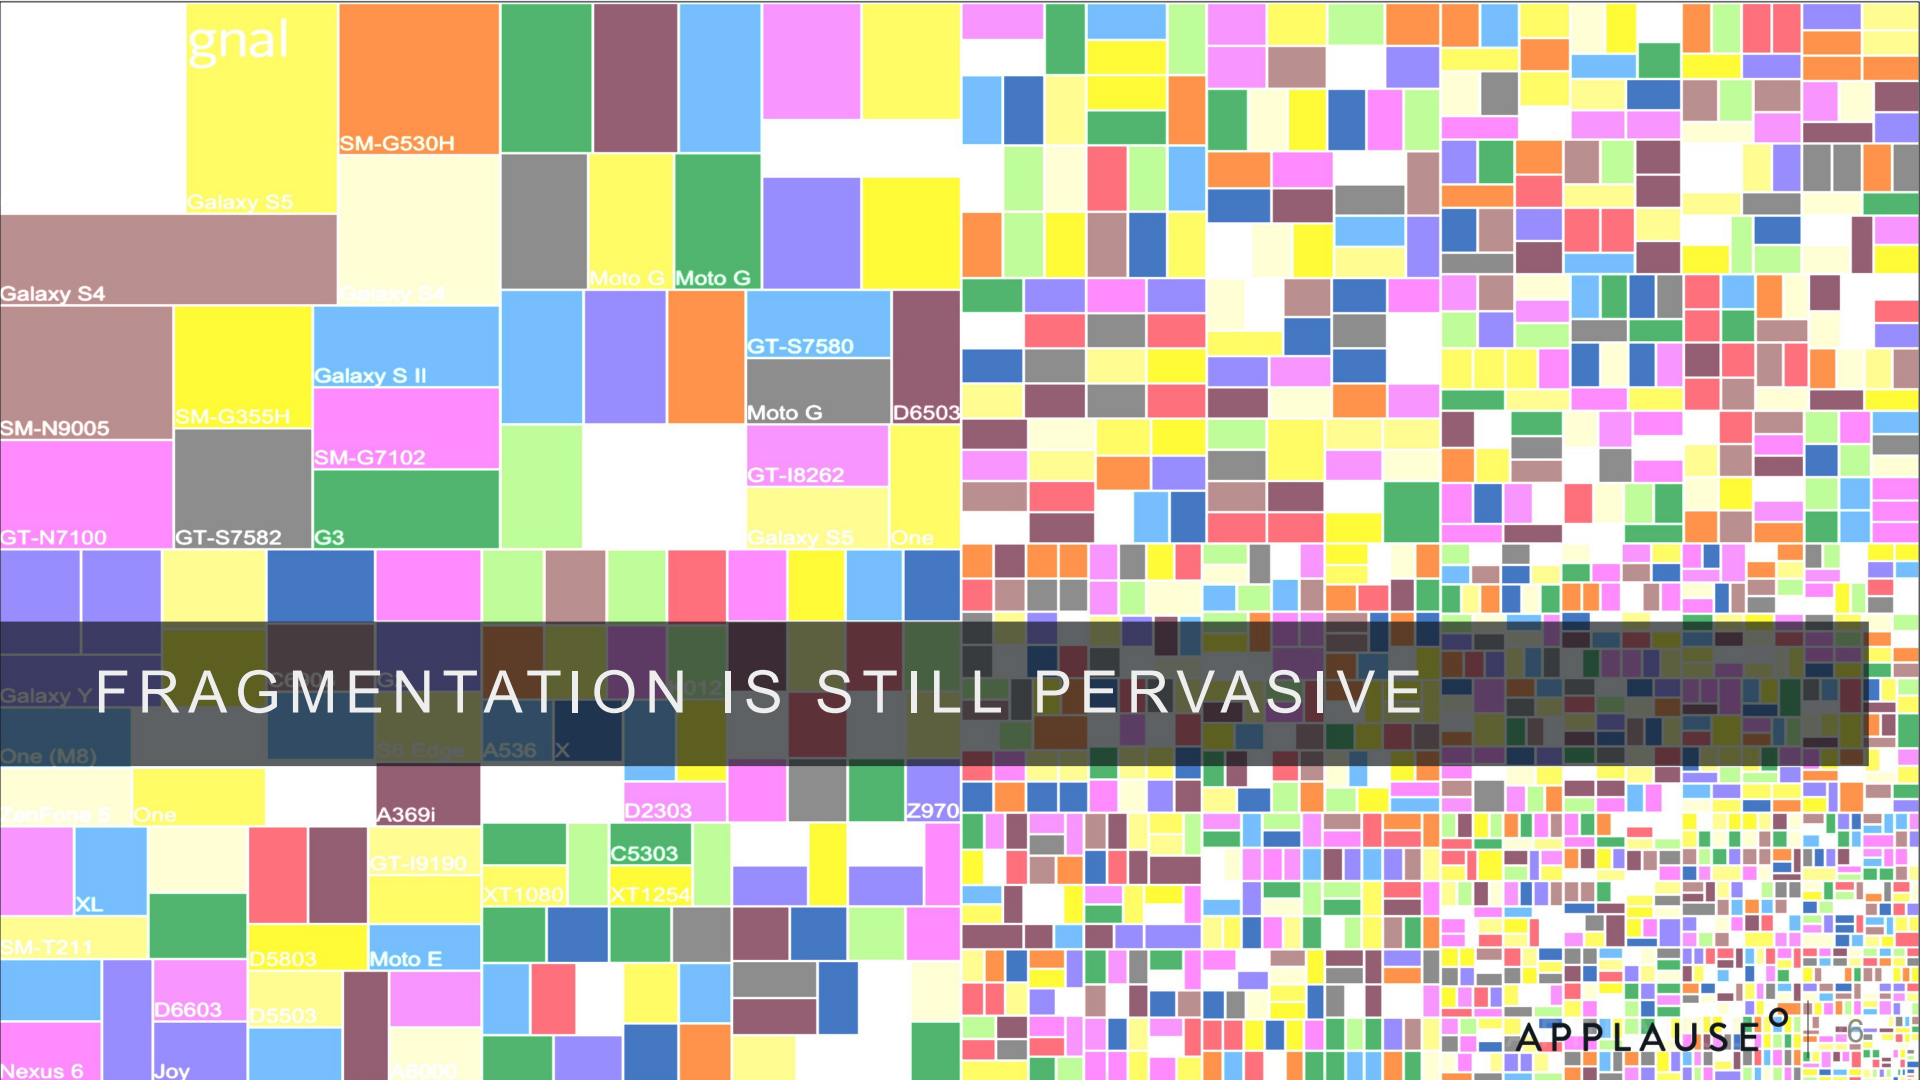 gnal
SM-G530H
Galaxy S5
Galaxy S4
Galaxy S4
Moto G
Moto G
GT-S7580
Galaxy S II
Moto G
D6503
SM-N9005
SM-G355H
SM-G7102
GT-I8262
GT-N7100
GT-S7582
G3
Galaxy S5
One
Galaxy Y
FRAGMENTATION IS STILL PERVASIVE
One (M8)
S6 Edge
A536
X
ZenFone 5
One
A369i
D2303
Z970
C5303
GT-I9190
XT1080
XT1254
XL
SM-T211
D5803
Moto E
D6603
D5503
Nexus 6
Joy
A6000
APPLAUSE
6